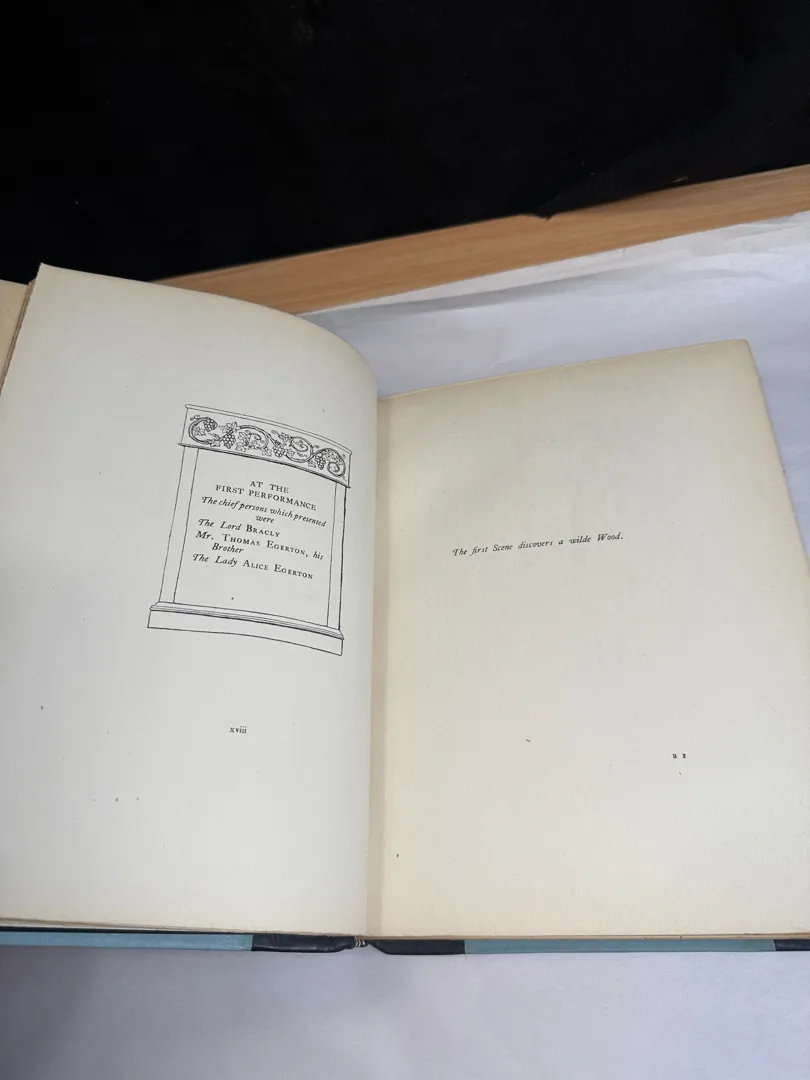 AT THE
FIRST PERFORMANCE
The chief persons which presented
were
The Lord BRACLY
Mr. THOMAS EGERTON, his
Brother
The Lady ALICE EGERTON
xviii
The first Scene discovers a wilde Wood.
B 2